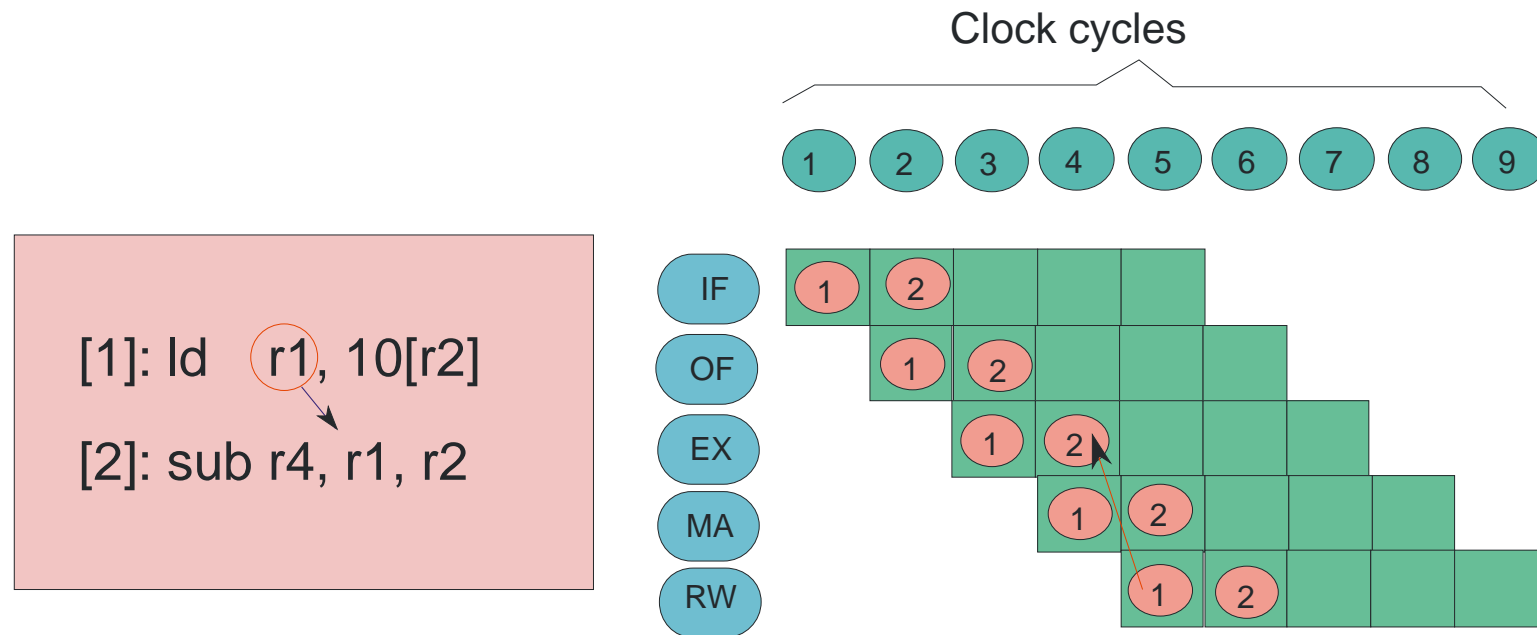 Clock cycles
1 2 3 4 5 6 7 8 9
[1]: ld r1, 10[r2]
[2]: sub r4, r1, r2
IF 1 2
OF 1 2
EX 1 2
MA 1 2
RW 1 2